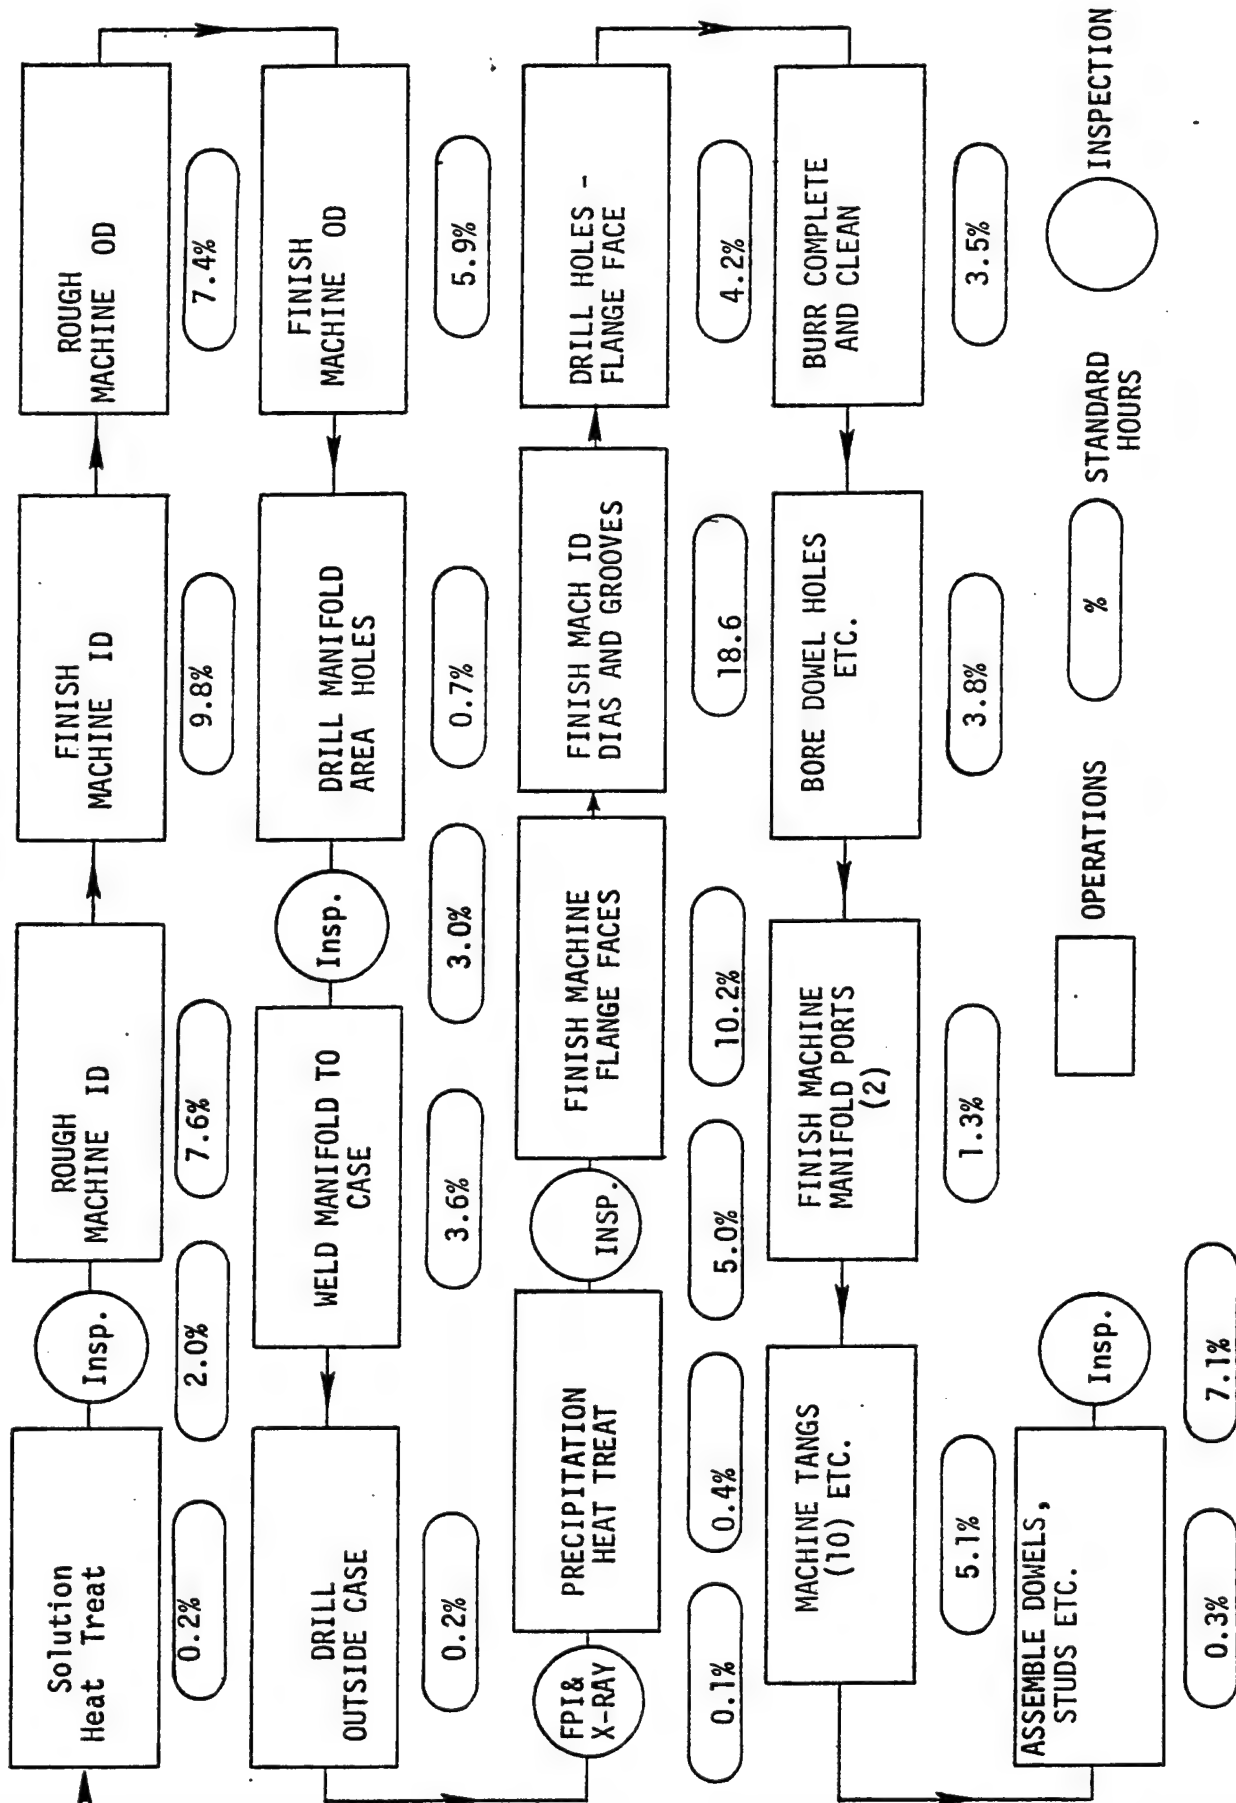 Solution
Heat Treat
0.2%
Insp.
2.0%
ROUGH
MACHINE ID
7.6%
FINISH
MACHINE ID
9.8%
ROUGH
MACHINE OD
7.4%
FINISH
MACHINE OD
5.9%
DRILL MANIFOLD
AREA HOLES
0.7%
Insp.
3.0%
WELD MANIFOLD TO
CASE
3.6%
DRILL
OUTSIDE CASE
0.2%
FPI&
X-RAY
0.1%
PRECIPITATION
HEAT TREAT
0.4%
INSP.
5.0%
FINISH MACHINE
FLANGE FACES
10.2%
FINISH MACH ID
DIAS AND GROOVES
18.6
DRILL HOLES -
FLANGE FACE
4.2%
BURR COMPLETE
AND CLEAN
3.5%
BORE DOWEL HOLES
ETC.
3.8%
FINISH MACHINE
MANIFOLD PORTS
(2)
1.3%
MACHINE TANGS
(10) ETC.
5.1%
ASSEMBLE DOWELS,
STUDS ETC.
0.3%
Insp.
7.1%
OPERATIONS
%
STANDARD
HOURS
INSPECTION